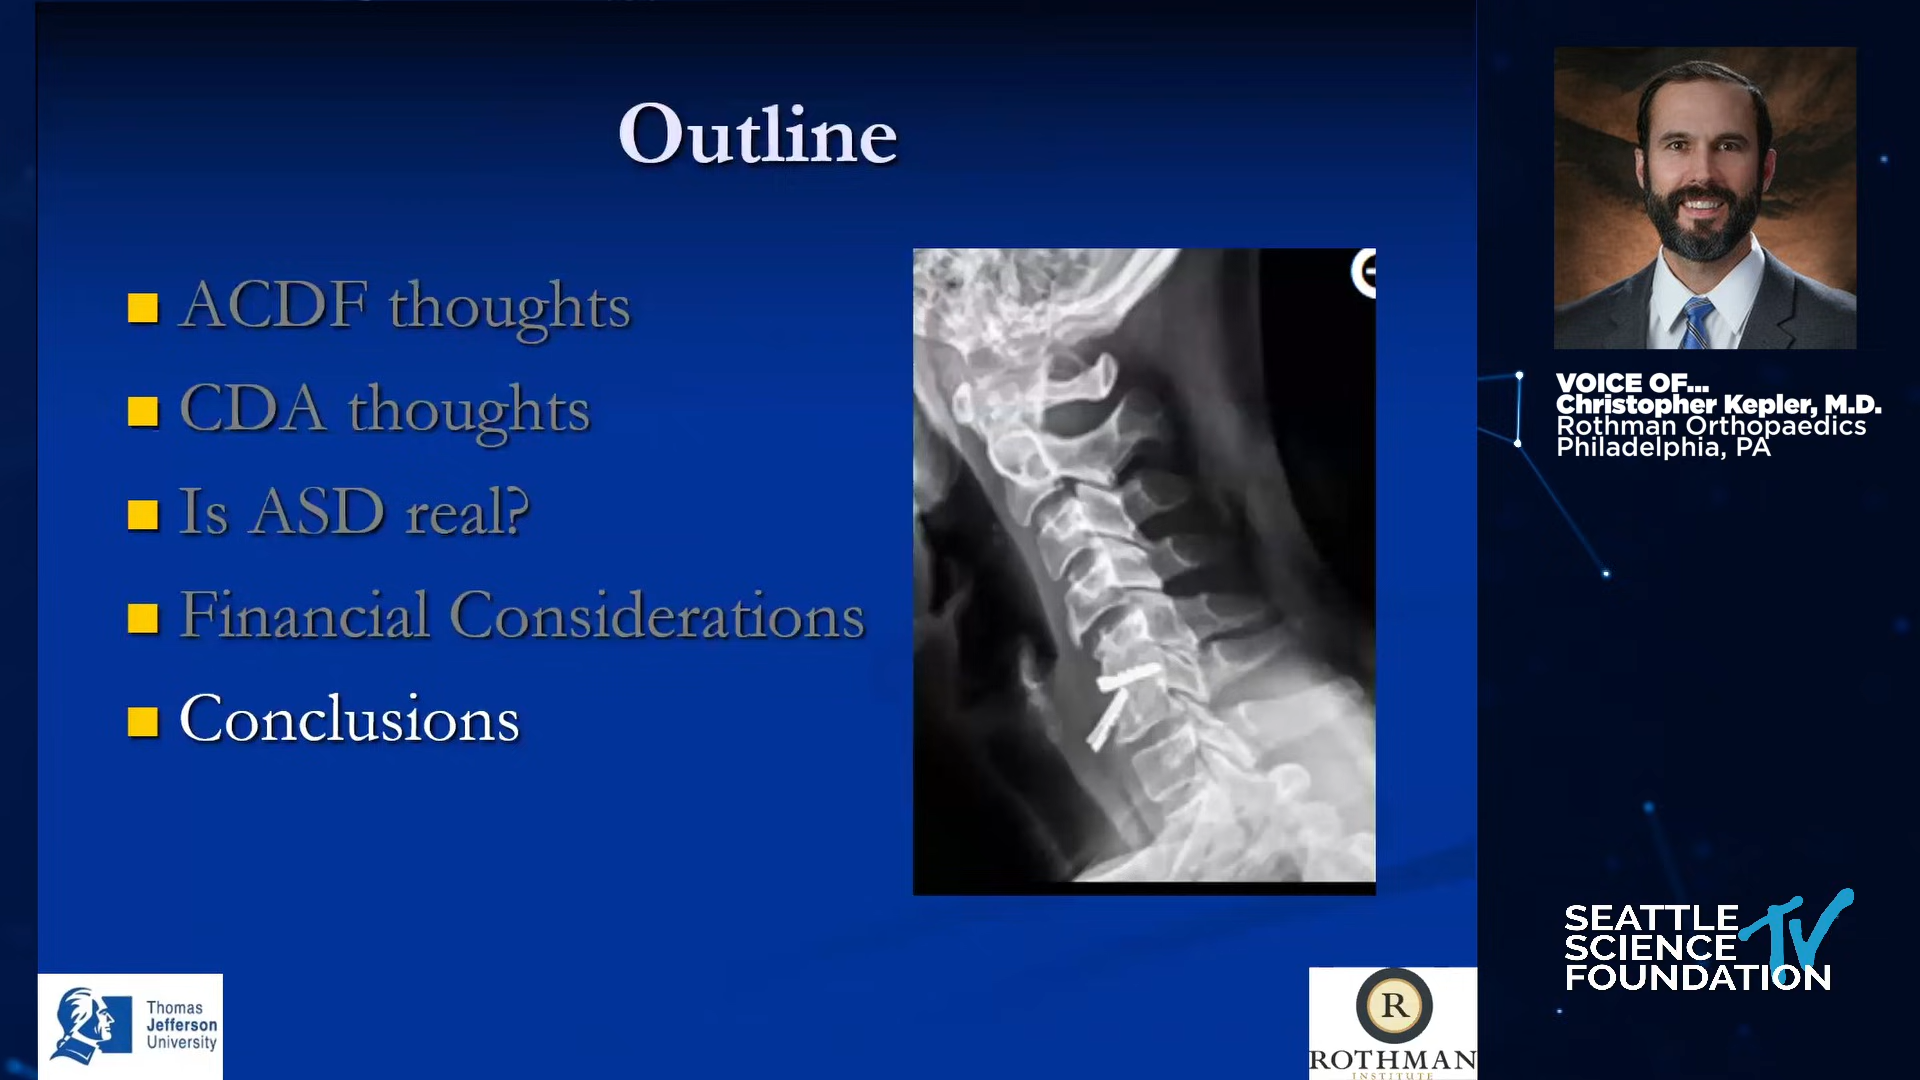 Outline
ACDF thoughts
CDA thoughts
Is ASD real?
Financial Considerations
Conclusions
Thomas
Jefferson
University
R
ROTHMAN
INSTITUTE
VOICE OF...
Christopher Kepler, M.D.
Rothman Orthopaedics
Philadelphia, PA
SEATTLE
SCIENCE
FOUNDATION
TV